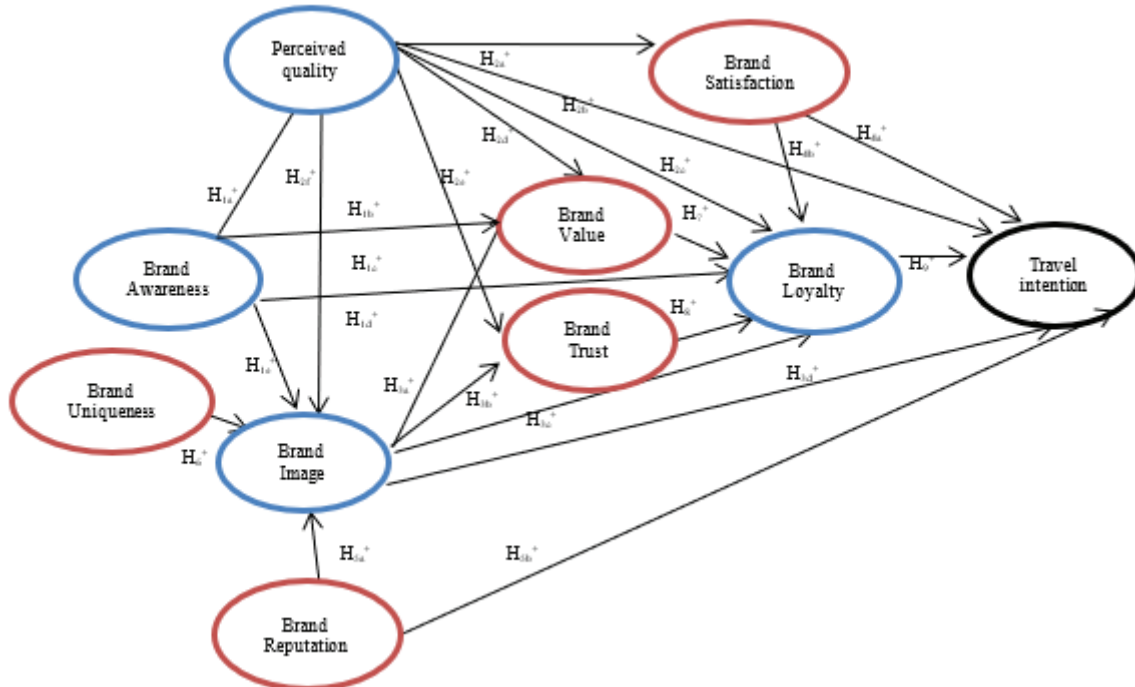 Perceived
quality
Brand
Satisfaction
H2a+
H2b+
H4a+
H2d+
H4b+
H2c+
H2e+
H2f+
H1a+
H1b+
Brand
Value
H7+
Brand
Awareness
H1c+
Brand
Loyalty
H9+
Travel
intention
H1d+
Brand
Trust
H8+
H1e+
H3a+
H3d+
Brand
Uniqueness
H3b+
H3c+
H6+
Brand
Image
H5a+
H5b+
Brand
Reputation